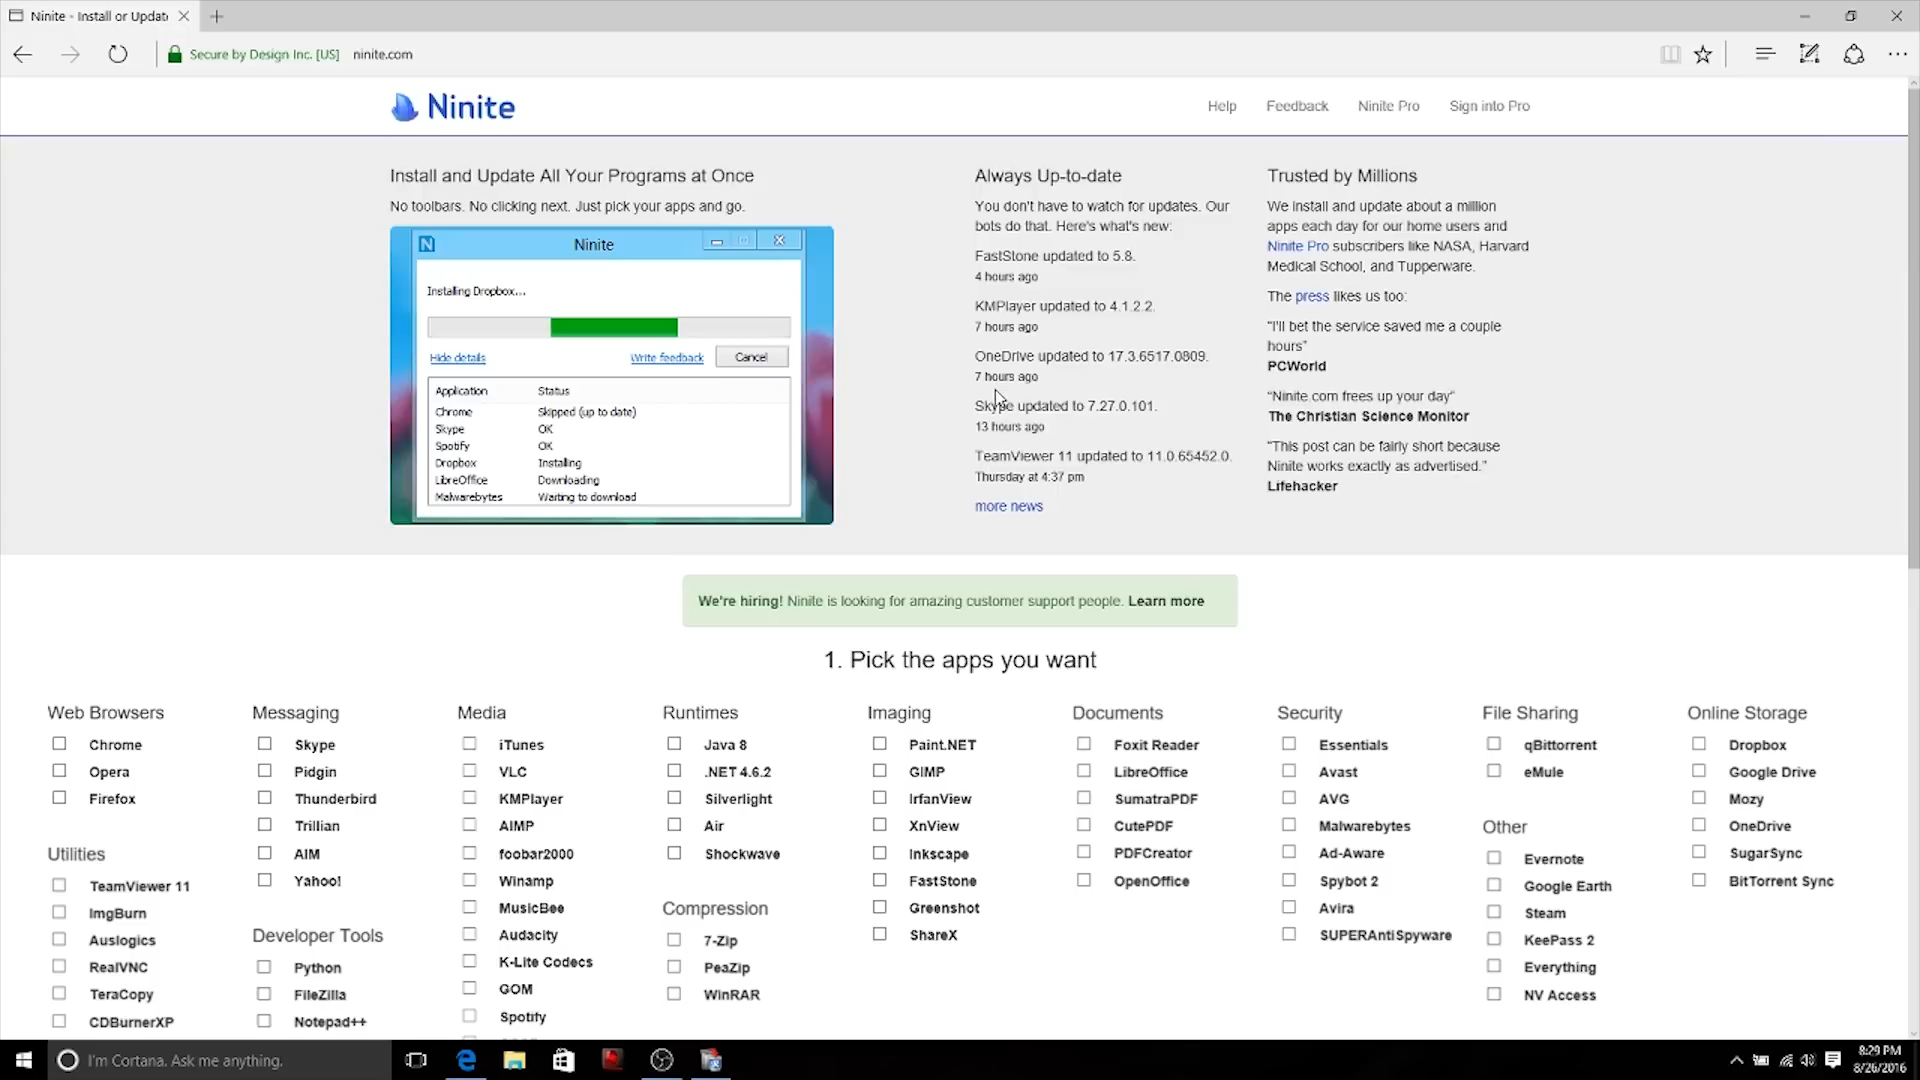 Ninite - Install or Updat
Secure by Design Inc. [US] ninite.com
Ninite
Help Feedback Ninite Pro Sign into Pro
Install and Update All Your Programs at Once
No toolbars. No clicking next. Just pick your apps and go.
Ninite
Installing Dropbox...
Hide details Write feedback Cancel
Application Status
Chrome Skipped (up to date)
Skype OK
Spotify OK
Dropbox Installing
LibreOffice Downloading
Malwarebytes Waiting to download
Always Up-to-date
You don't have to watch for updates. Our
bots do that. Here's what's new:
FastStone updated to 5.8.
4 hours ago
KMPlayer updated to 4.1.2.2.
7 hours ago
OneDrive updated to 17.3.6517.0809.
7 hours ago
Skype updated to 7.27.0.101.
13 hours ago
TeamViewer 11 updated to 11.0.65452.0.
Thursday at 4:37 pm
more news
Trusted by Millions
We install and update about a million
apps each day for our home users and
Ninite Pro subscribers like NASA, Harvard
Medical School, and Tupperware.
The press likes us too:
"I'll bet the service saved me a couple
hours"
PCWorld
"Ninite.com frees up your day"
The Christian Science Monitor
"This post can be fairly short because
Ninite works exactly as advertised."
Lifehacker
We're hiring! Ninite is looking for amazing customer support people. Learn more
1. Pick the apps you want
Web Browsers
Chrome
Opera
Firefox
Utilities
TeamViewer 11
ImgBurn
Auslogics
RealVNC
TeraCopy
CDBurnerXP
Messaging
Skype
Pidgin
Thunderbird
Trillian
AIM
Yahoo!
Developer Tools
Python
FileZilla
Notepad++
Media
iTunes
VLC
KMPlayer
AIMP
foobar2000
Winamp
MusicBee
Audacity
K-Lite Codecs
GOM
Spotify
Runtimes
Java 8
.NET 4.6.2
Silverlight
Air
Shockwave
Compression
7-Zip
PeaZip
WinRAR
Imaging
Paint.NET
GIMP
IrfanView
XnView
Inkscape
FastStone
Greenshot
ShareX
Documents
Foxit Reader
LibreOffice
SumatraPDF
CutePDF
PDFCreator
OpenOffice
Security
Essentials
Avast
AVG
Malwarebytes
Ad-Aware
Spybot 2
Avira
SUPERAntiSpyware
File Sharing
qBittorrent
eMule
Other
Evernote
Google Earth
Steam
KeePass 2
Everything
NV Access
Online Storage
Dropbox
Google Drive
Mozy
OneDrive
SugarSync
BitTorrent Sync
I'm Cortana. Ask me anything.
8:29 PM
8/26/2016